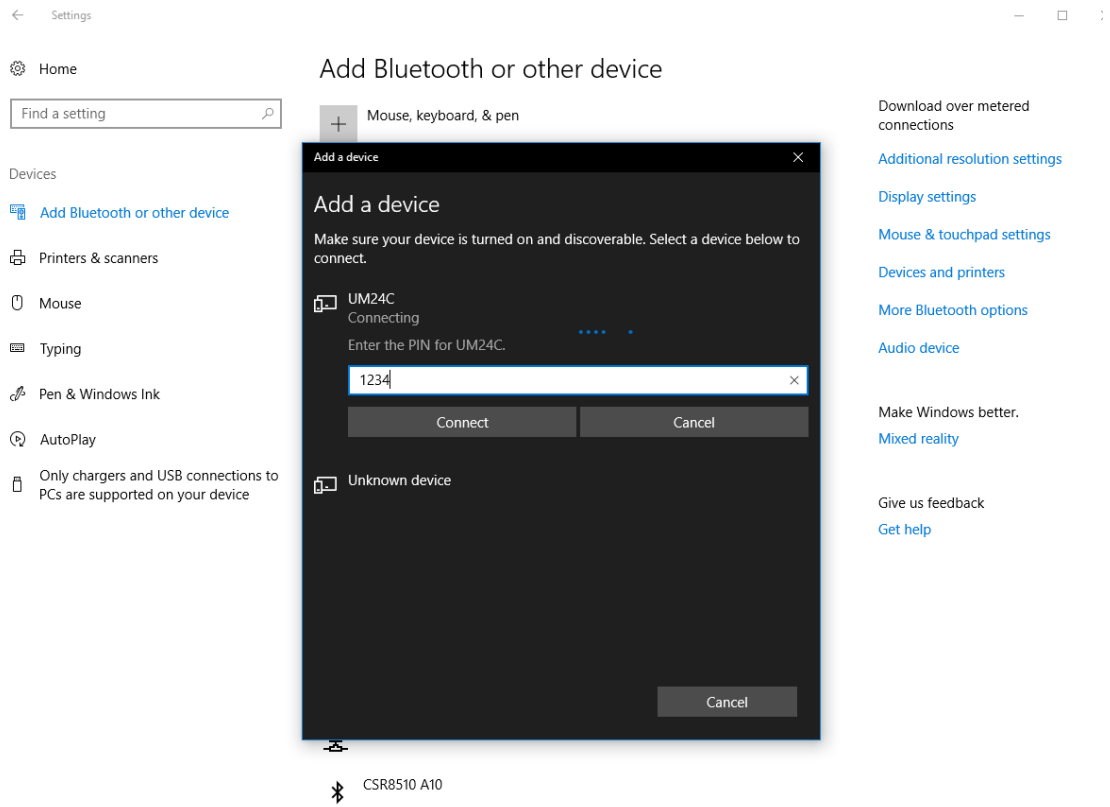 Settings
Home
Find a setting
Devices
Add Bluetooth or other device
Printers & scanners
Mouse
Typing
Pen & Windows Ink
AutoPlay
Only chargers and USB connections to
PCs are supported on your device
Add Bluetooth or other device
Mouse, keyboard, & pen
Add a device
Add a device
Make sure your device is turned on and discoverable. Select a device below to
connect.
UM24C
Connecting
Enter the PIN for UM24C.
1234
Connect
Cancel
Unknown device
Cancel
CSR8510 A10
Download over metered
connections
Additional resolution settings
Display settings
Mouse & touchpad settings
Devices and printers
More Bluetooth options
Audio device
Make Windows better.
Mixed reality
Give us feedback
Get help